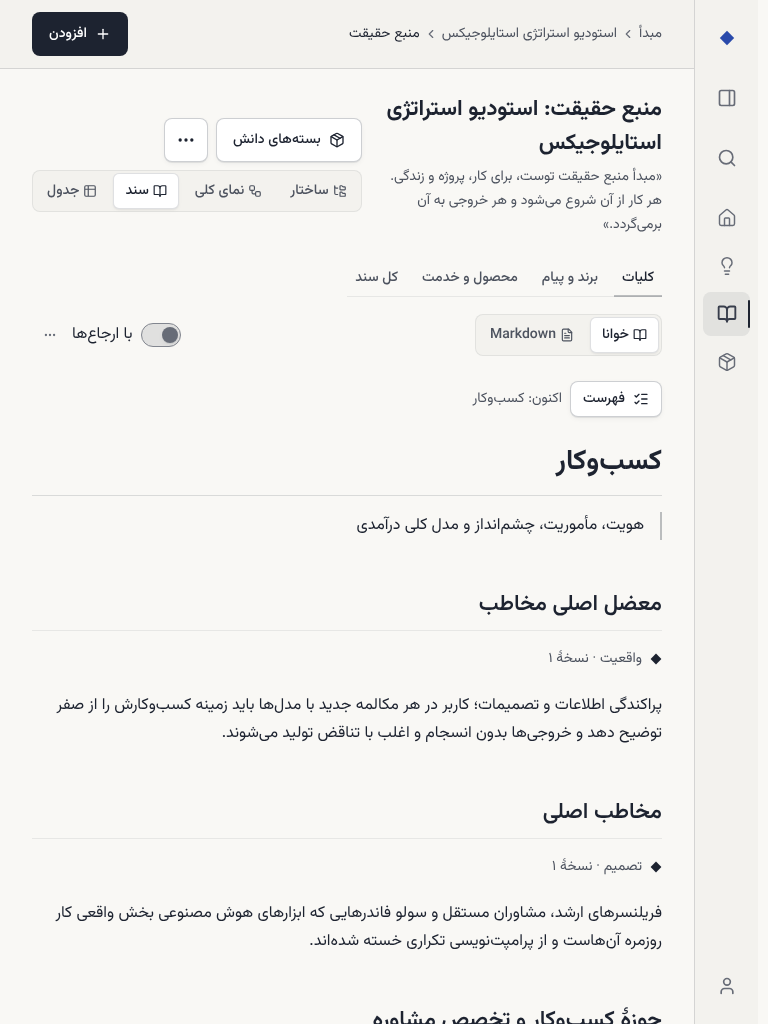 مبدأ › استودیو استراتژی استایلوجیکس › منبع حقیقت
افزودن
منبع حقیقت: استودیو استراتژی
استایلوجیکس
«مبدأ منبع حقیقت توست، برای کار، پروژه و زندگی.
هر کار از آن شروع می‌شود و هر خروجی به آن
برمی‌گردد.»
بسته‌های دانش
ساختار نمای کلی سند جدول
کلیات برند و پیام محصول و خدمت کل سند
خوانا Markdown
با ارجاع‌ها
فهرست اکنون: کسب‌وکار
کسب‌وکار
هویت، مأموریت، چشم‌انداز و مدل کلی درآمدی
معضل اصلی مخاطب
واقعیت · نسخهٔ ۱
پراکندگی اطلاعات و تصمیمات؛ کاربر در هر مکالمه جدید با مدل‌ها باید زمینه کسب‌وکارش را از صفر
توضیح دهد و خروجی‌ها بدون انسجام و اغلب با تناقض تولید می‌شوند.
مخاطب اصلی
تصمیم · نسخهٔ ۱
فریلنسرهای ارشد، مشاوران مستقل و سولو فاندرهایی که ابزارهای هوش مصنوعی بخش واقعی کار
روزمره آن‌هاست و از پرامپت‌نویسی تکراری خسته شده‌اند.
حوزهٔ کسب‌وکار و تخصص مشاوره